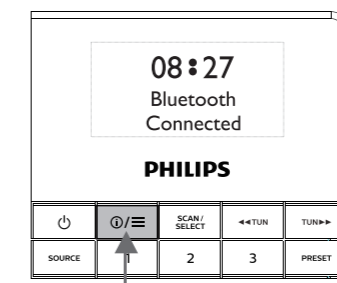 08:27
Bluetooth
Connected
PHILIPS
ⓘ/☰ SCAN/ ◄◄TUN TUN►►
SELECT
SOURCE 1 2 3 PRESET